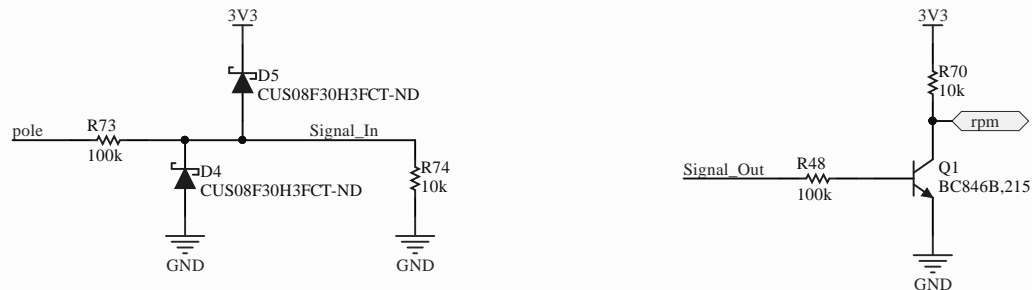 3V3
D5
CUS08F30H3FCT-ND
pole
R73
100k
Signal_In
D4
CUS08F30H3FCT-ND
R74
10k
GND
GND
3V3
R70
10k
rpm
Signal_Out
R48
100k
Q1
BC846B,215
GND